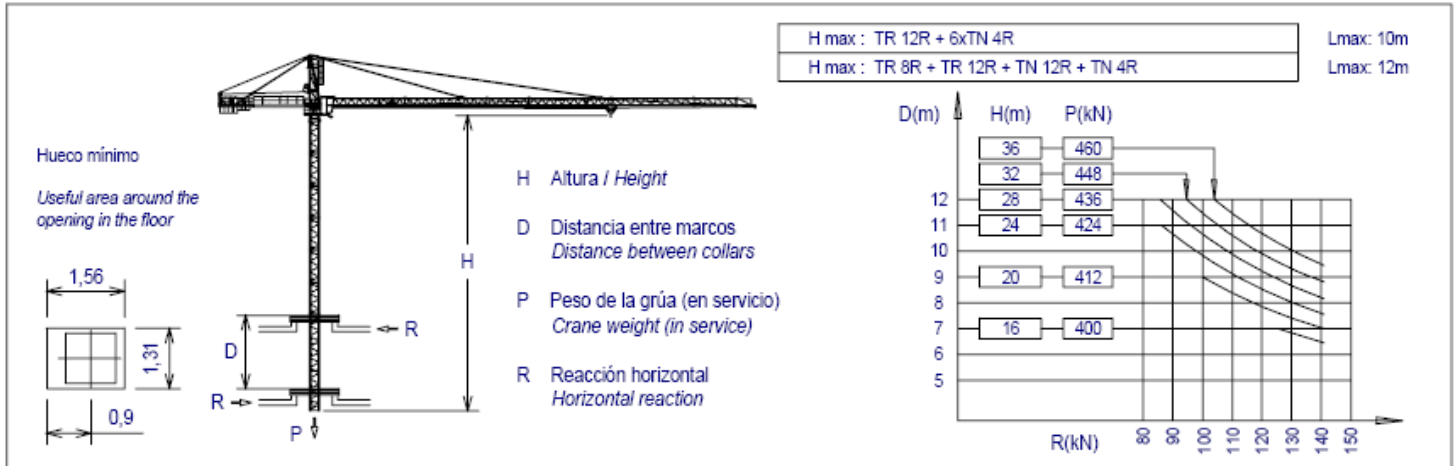 H max : TR 12R + 6xTN 4R
Lmax: 10m
H max : TR 8R + TR 12R + TN 12R + TN 4R
Lmax: 12m
Hueco mínimo
Useful area around the
opening in the floor
1,56
1,31
0,9
H
D
R
R
P
H Altura / Height
D Distancia entre marcos
Distance between collars
P Peso de la grúa (en servicio)
Crane weight (in service)
R Reacción horizontal
Horizontal reaction
D(m) H(m) P(kN)
36 460
32 448
12 28 436
11 24 424
10
9 20 412
8
7 16 400
6
5
R(kN) 80 90 100 110 120 130 140 150